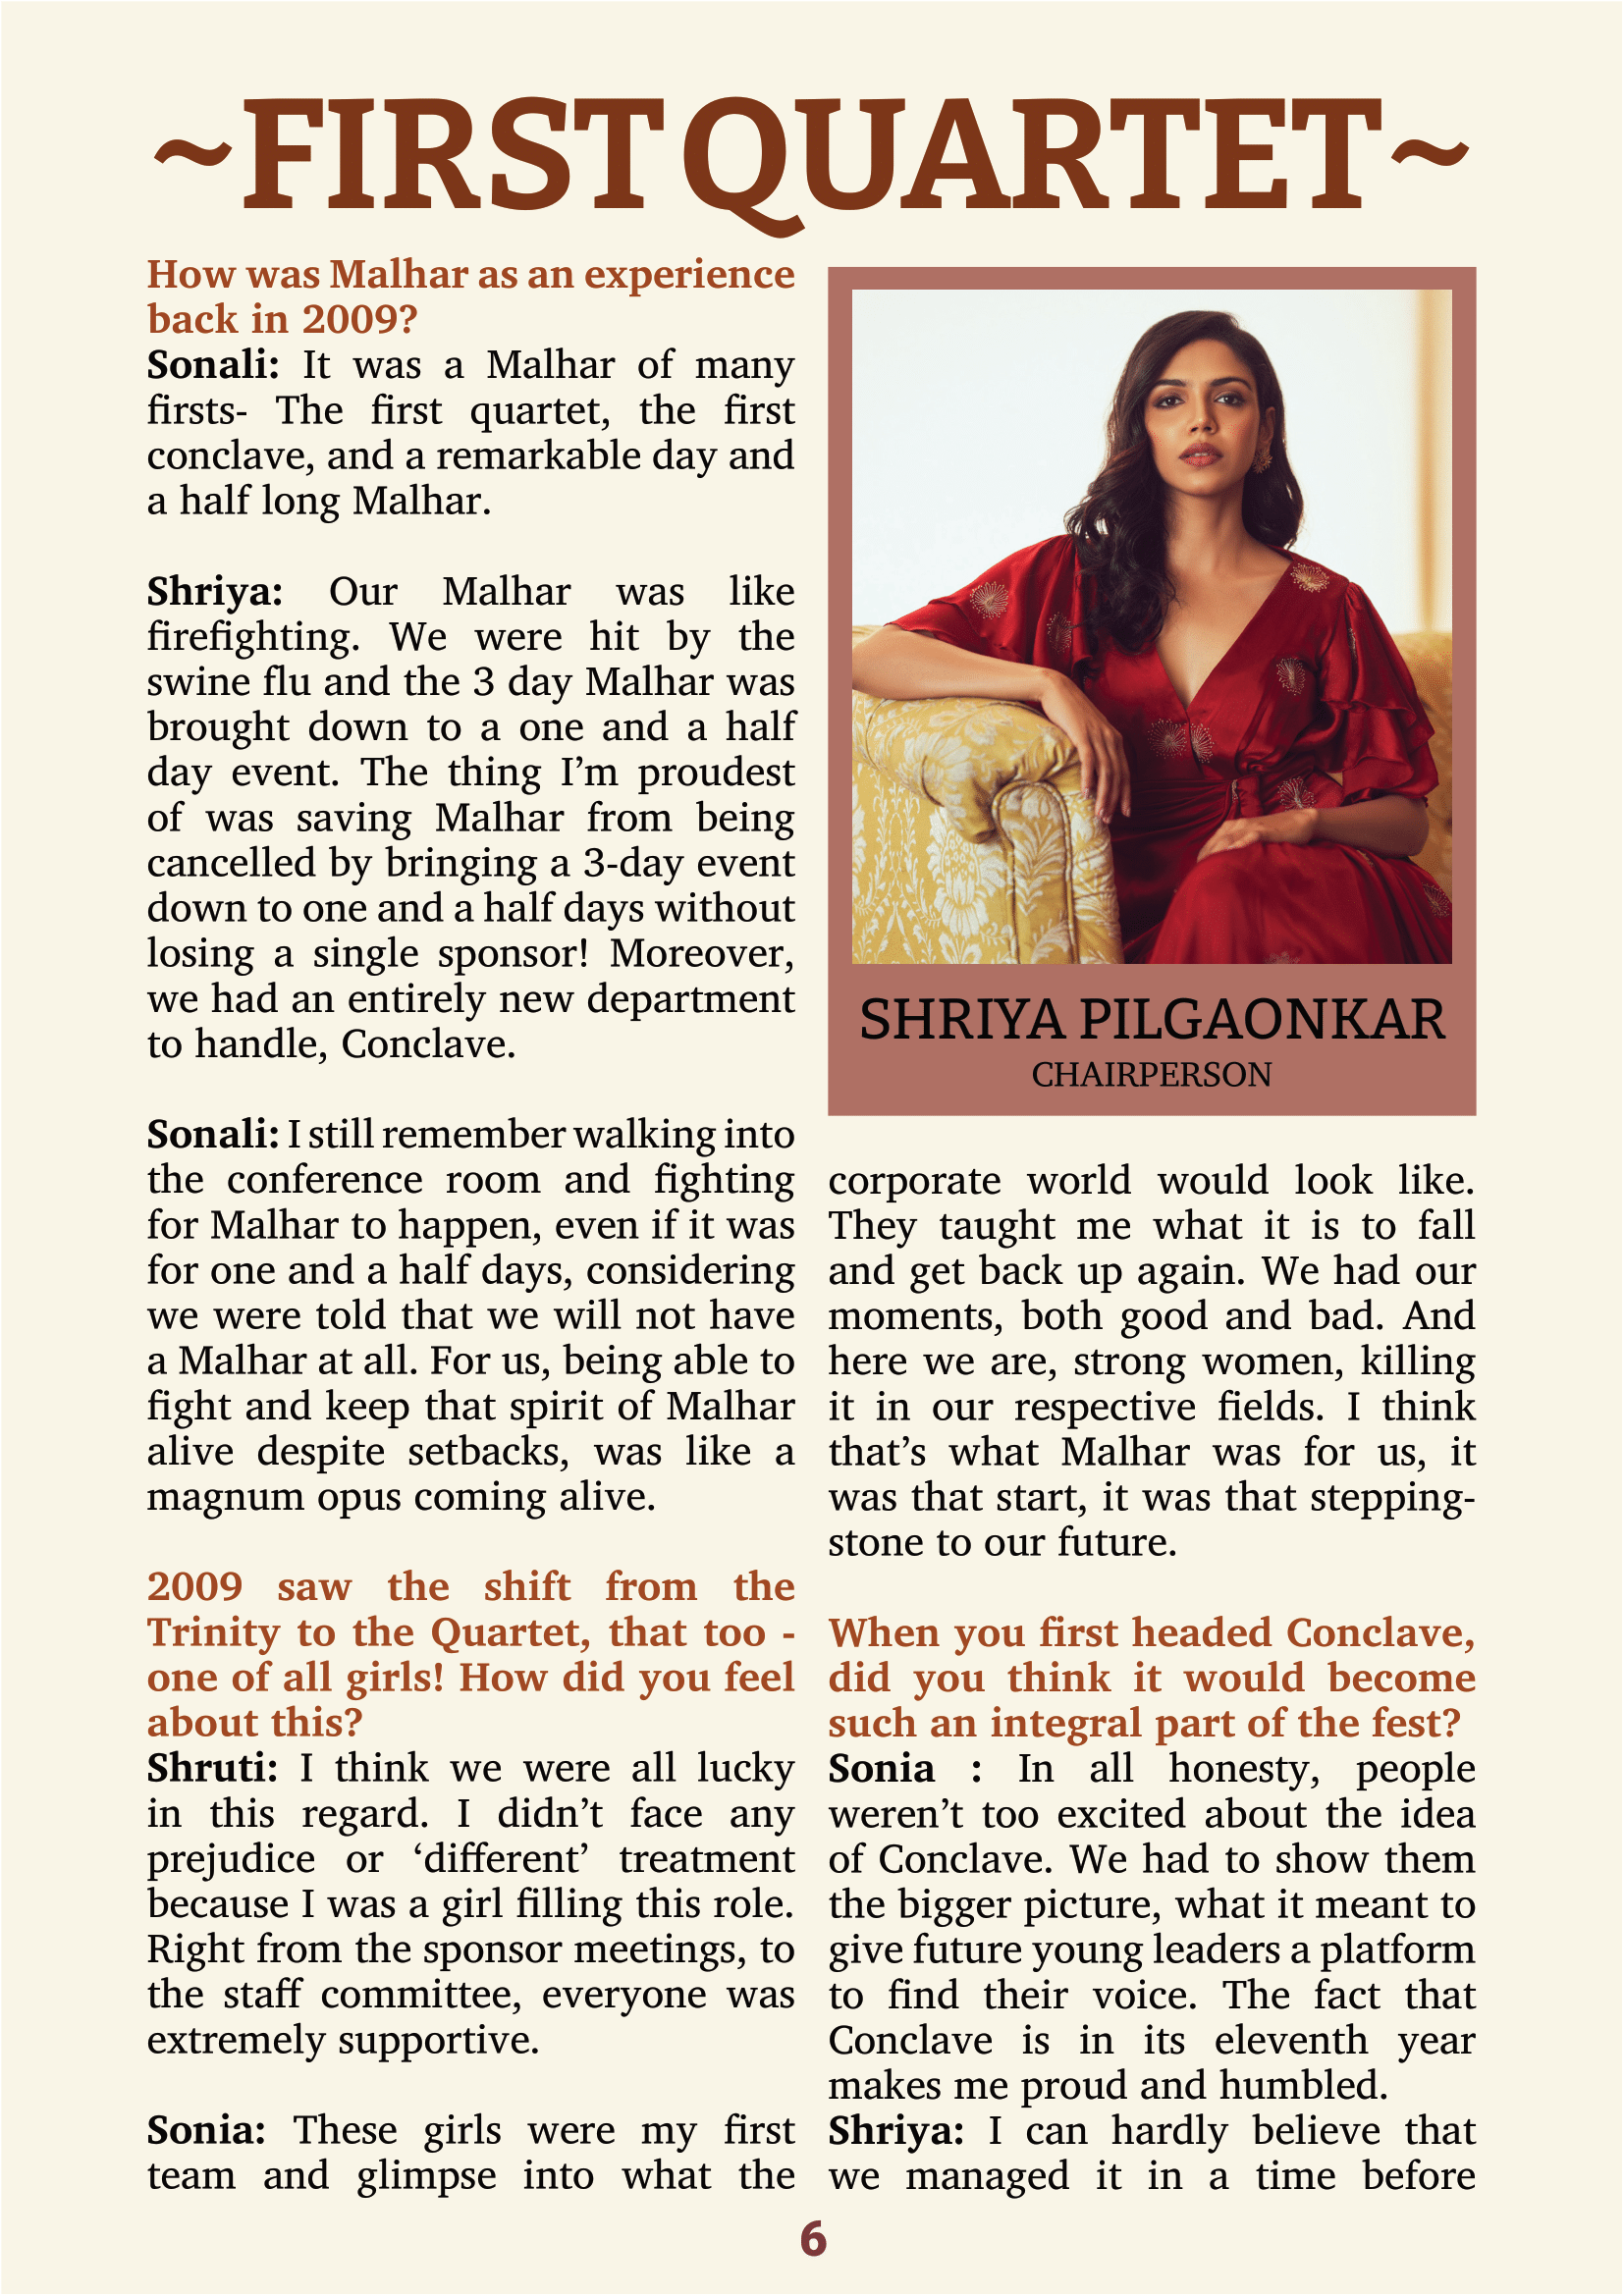 ~FIRST QUARTET~
How was Malhar as an experience
back in 2009?
Sonali: It was a Malhar of many
firsts- The first quartet, the first
conclave, and a remarkable day and
a half long Malhar.
Shriya: Our Malhar was like
firefighting. We were hit by the
swine flu and the 3 day Malhar was
brought down to a one and a half
day event. The thing I’m proudest
of was saving Malhar from being
cancelled by bringing a 3-day event
down to one and a half days without
losing a single sponsor! Moreover,
we had an entirely new department
to handle, Conclave.
Sonali: I still remember walking into
the conference room and fighting
for Malhar to happen, even if it was
for one and a half days, considering
we were told that we will not have
a Malhar at all. For us, being able to
fight and keep that spirit of Malhar
alive despite setbacks, was like a
magnum opus coming alive.
2009 saw the shift from the
Trinity to the Quartet, that too -
one of all girls! How did you feel
about this?
Shruti: I think we were all lucky
in this regard. I didn’t face any
prejudice or ‘different’ treatment
because I was a girl filling this role.
Right from the sponsor meetings, to
the staff committee, everyone was
extremely supportive.
Sonia: These girls were my first
team and glimpse into what the
SHRIYA PILGAONKAR
CHAIRPERSON
corporate world would look like.
They taught me what it is to fall
and get back up again. We had our
moments, both good and bad. And
here we are, strong women, killing
it in our respective fields. I think
that’s what Malhar was for us, it
was that start, it was that stepping-
stone to our future.
When you first headed Conclave,
did you think it would become
such an integral part of the fest?
Sonia : In all honesty, people
weren’t too excited about the idea
of Conclave. We had to show them
the bigger picture, what it meant to
give future young leaders a platform
to find their voice. The fact that
Conclave is in its eleventh year
makes me proud and humbled.
Shriya: I can hardly believe that
we managed it in a time before
6